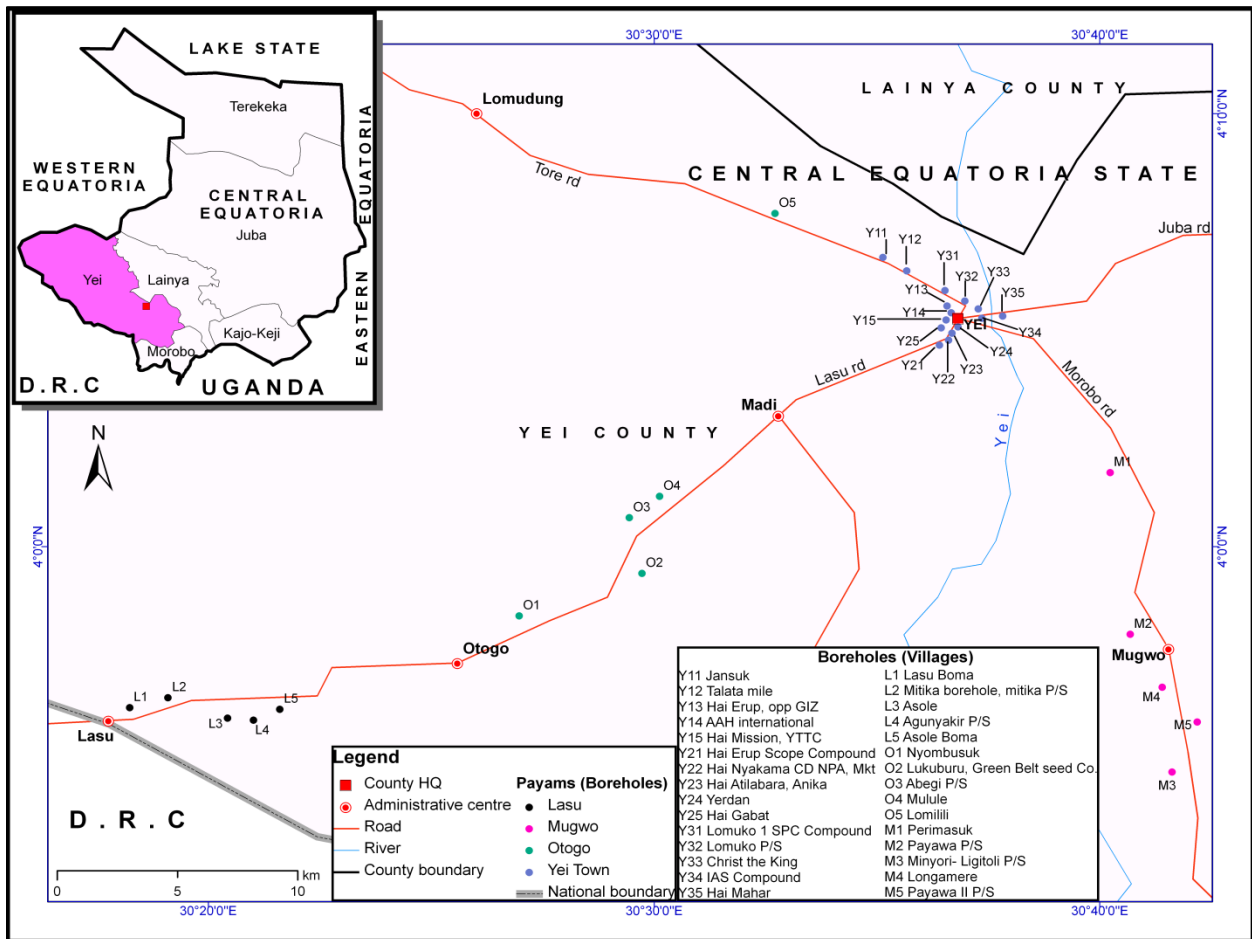 LAKE STATE
Terekeka
WESTERN
EQUATORIA
CENTRAL
EQUATORIA
Juba
EASTERN
EQUATORIA
Yei
Lainya
Kajo-Keji
Morobo
D.R.C
UGANDA
30°30'0"E
30°40'0"E
LAINYA COUNTY
4°10'0"N
Lomudung
Tore rd
CENTRAL EQUATORIA STATE
O5
Juba rd
Y11
Y12
Y31
Y32
Y33
Y35
Y13
Y14
Y15
YEI
Y34
Y25
Y24
Y21
Y22
Y23
Lasu rd
Morobo rd
Madi
YEI COUNTY
Yei
N
M1
O4
O3
4°0'0"N
4°0'0"N
O2
O1
M2
Otogo
Mugwo
M4
M5
M3
L1
L2
L5
L3
L4
Lasu
D.R.C
0 5 10
km
Legend
County HQ
Administrative centre
Road
River
County boundary
Payams (Boreholes)
Lasu
Mugwo
Otogo
Yei Town
National boundary
Boreholes (Villages)
Y11 Jansuk
Y12 Talata mile
Y13 Hai Erup, opp GIZ
Y14 AAH international
Y15 Hai Mission, YTTC
Y21 Hai Erup Scope Compound
Y22 Hai Nyakama CD NPA, Mkt
Y23 Hai Atilabara, Anika
Y24 Yerdan
Y25 Hai Gabat
Y31 Lomuko 1 SPC Compound
Y32 Lomuko P/S
Y33 Christ the King
Y34 IAS Compound
Y35 Hai Mahar
L1 Lasu Boma
L2 Mitika borehole, mitika P/S
L3 Asole
L4 Agunyakir P/S
L5 Asole Boma
O1 Nyombusuk
O2 Lukuburu, Green Belt seed Co.
O3 Abegi P/S
O4 Mulule
O5 Lomilili
M1 Perimasuk
M2 Payawa P/S
M3 Minyori- Ligitoli P/S
M4 Longamere
M5 Payawa II P/S
30°20'0"E
30°30'0"E
30°40'0"E